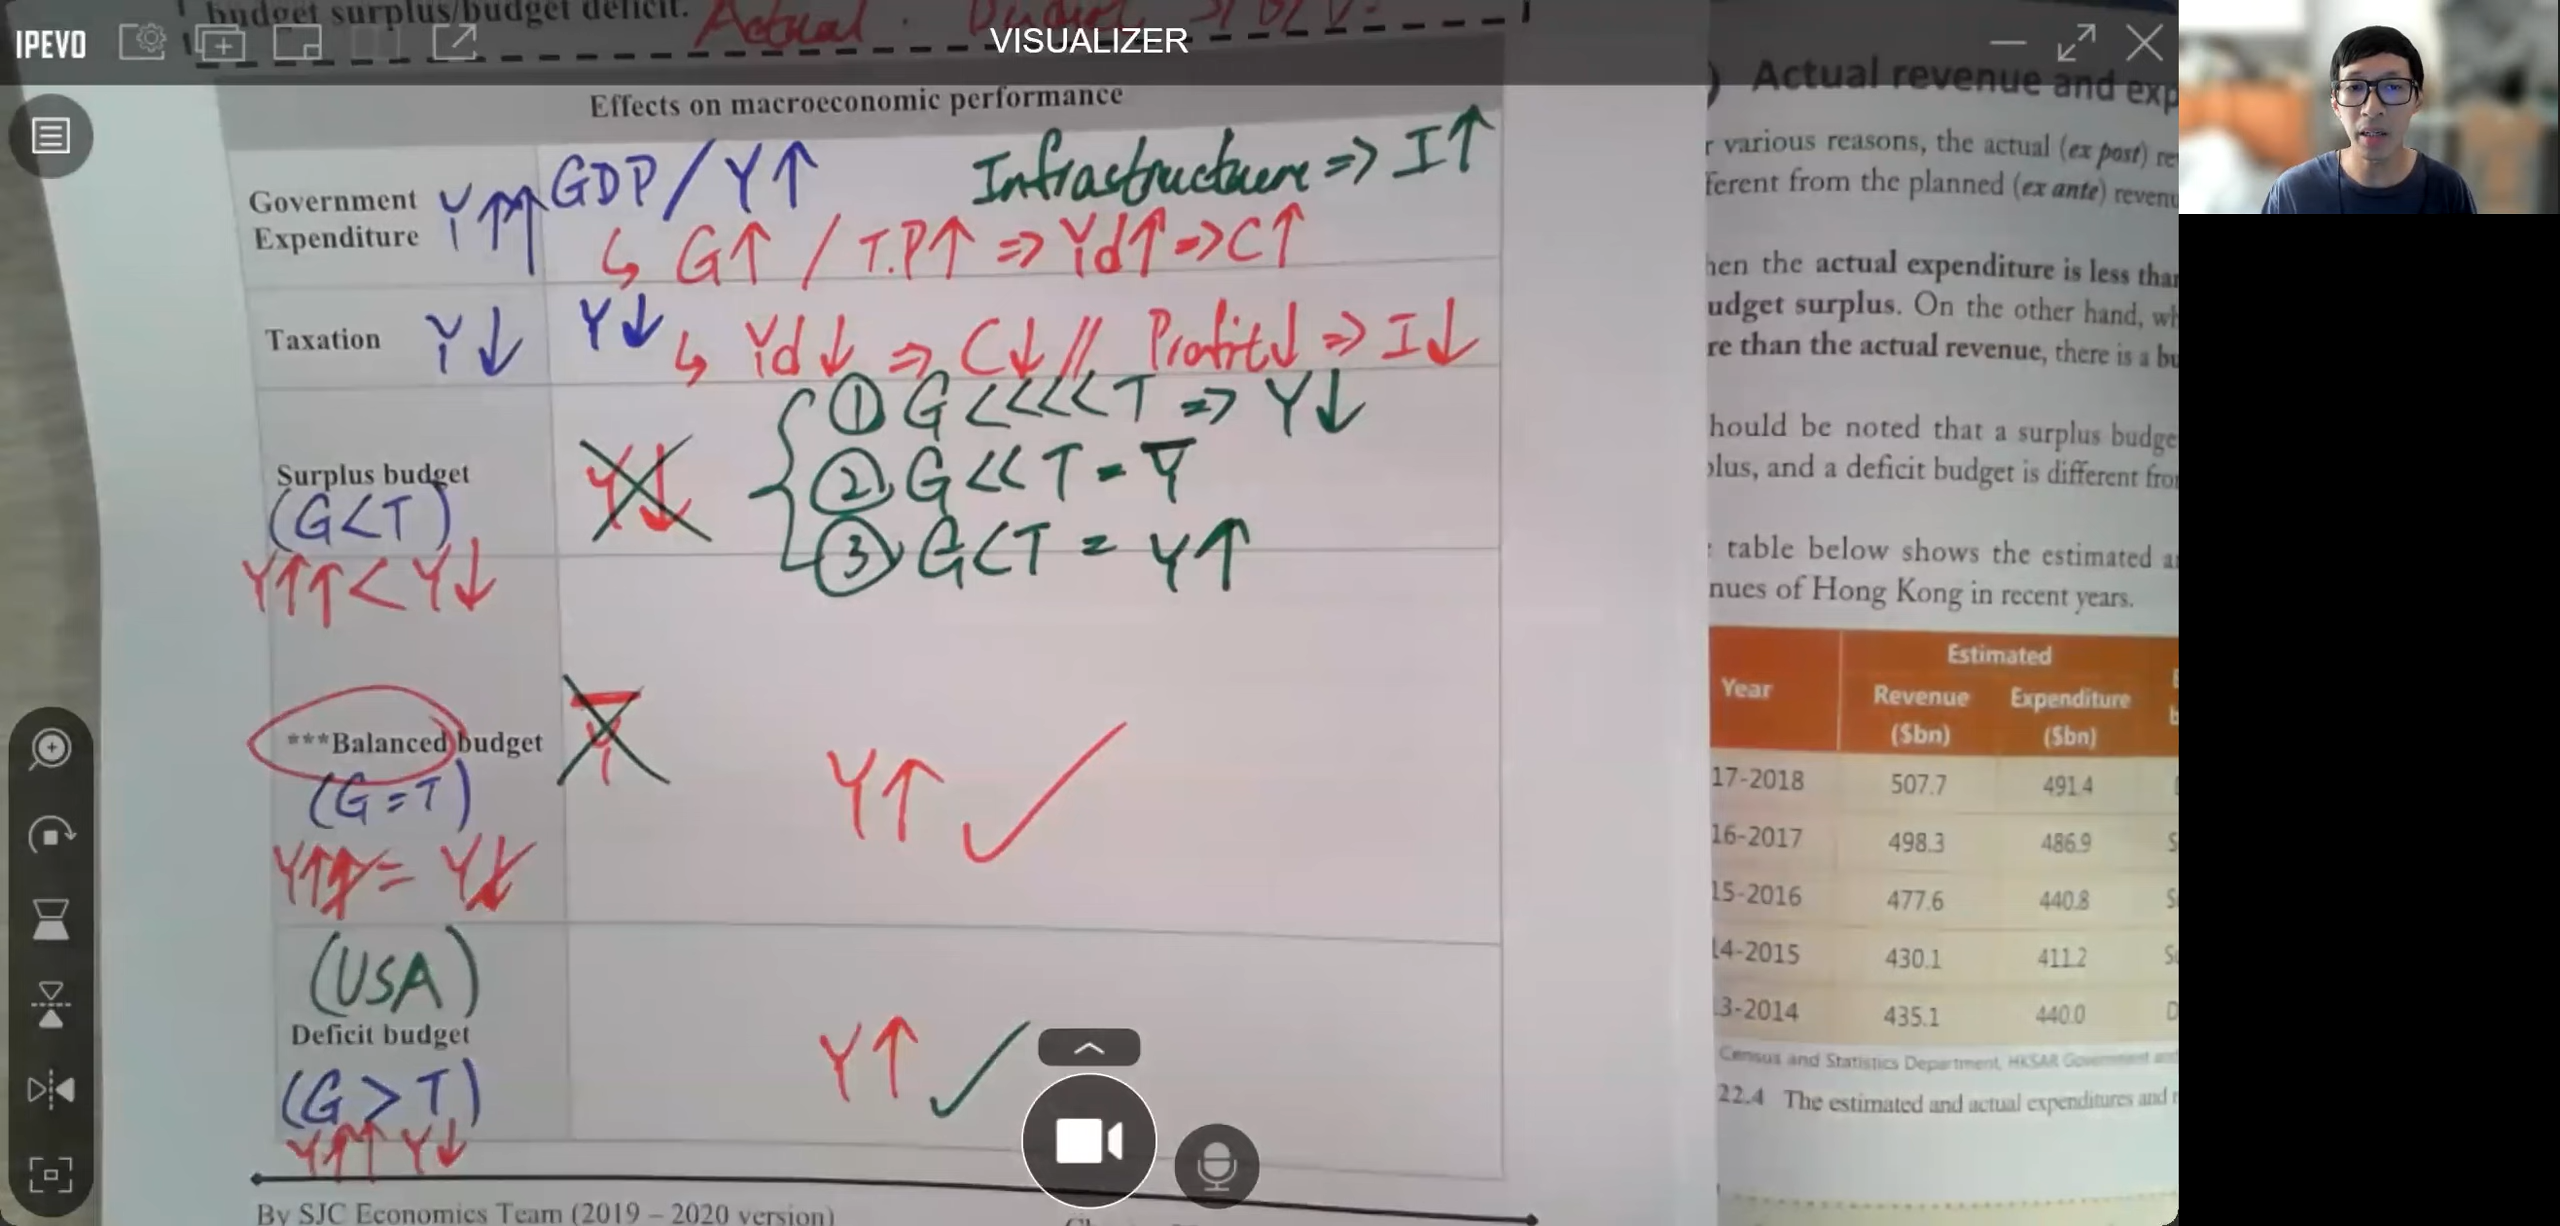 budget surplus/budget deficit. Actual
IPEVO
VISUALIZER
Effects on macroeconomic performance
Government
Expenditure
Y↑↑ GDP / Y↑
Infrastructure => I↑
↳ G↑ / T.P↑ => Yd↑ => C↑
Taxation Y↓
Y↓
↳ Yd↓ => C↓ // Profit↓ => I↓
① G <<<< T => Y↓
Surplus budget
(G<T)
Y↓
② G << T = Y̅
③ G < T = Y↑
Y↑↑ < Y↓
***Balanced budget
(G=T)
Y̅
Y↑
Y↑↑ = Y↓
(USA)
Deficit budget
(G > T)
Y↑
Y↑↑ Y↓
By SJC Economics Team (2019 – 2020 version)
) Actual revenue and exp
r various reasons, the actual (ex post) re
ferent from the planned (ex ante) revenu
hen the actual expenditure is less than
udget surplus. On the other hand, wh
re than the actual revenue, there is a bu
hould be noted that a surplus budge
plus, and a deficit budget is different from
table below shows the estimated a
nues of Hong Kong in recent years.
Estimated
Year Revenue Expenditure
($bn) ($bn)
17-2018 507.7 491.4
16-2017 498.3 486.9
15-2016 477.6 440.8
14-2015 430.1 411.2
3-2014 435.1 440.0
Census and Statistics Department, HKSAR Government and
22.4 The estimated and actual expenditures and r